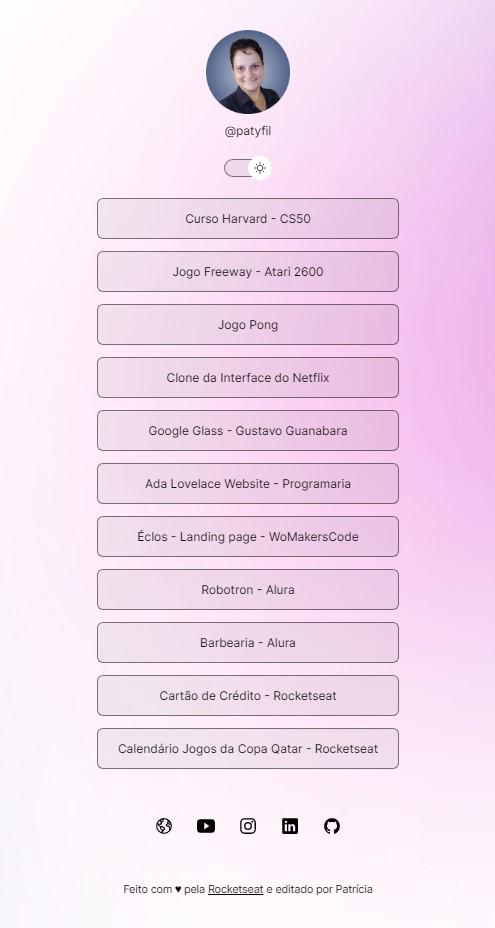 @patyfil
Curso Harvard - CS50
Jogo Freeway - Atari 2600
Jogo Pong
Clone da Interface do Netflix
Google Glass - Gustavo Guanabara
Ada Lovelace Website - Programaria
Éclos - Landing page - WoMakersCode
Robotron - Alura
Barbearia - Alura
Cartão de Crédito - Rocketseat
Calendário Jogos da Copa Qatar - Rocketseat
Feito com ♥ pela Rocketseat e editado por Patrícia